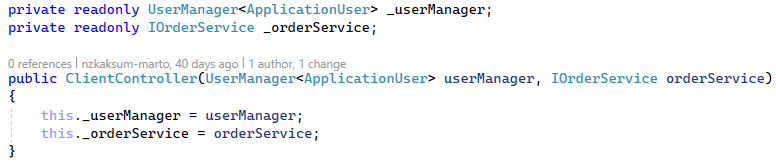 private readonly UserManager<ApplicationUser> _userManager;
private readonly IOrderService _orderService;
0 references | nzkaksum-marto, 40 days ago | 1 author, 1 change
public ClientController(UserManager<ApplicationUser> userManager, IOrderService orderService)
{
    this._userManager = userManager;
    this._orderService = orderService;
}